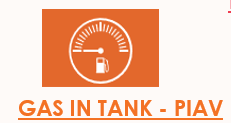 GAS IN TANK - PIAV